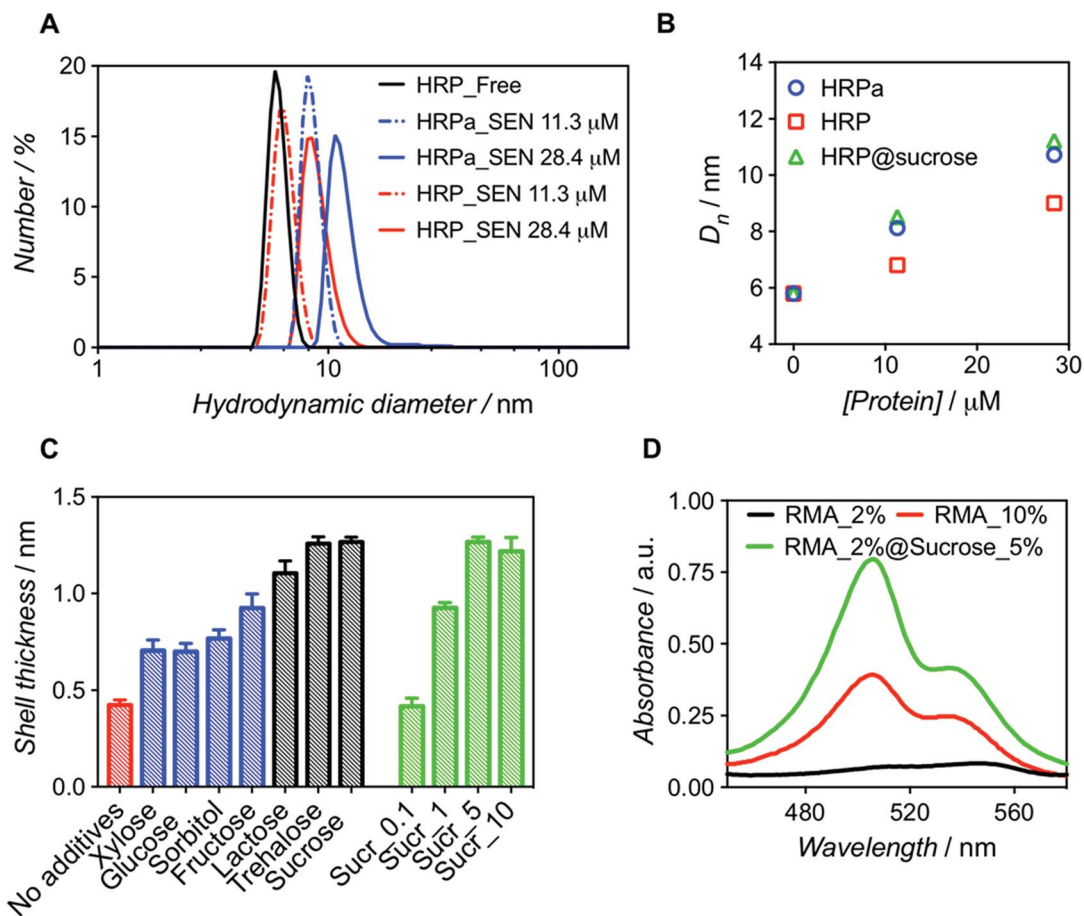 A
Number / %
20
15
10
5
0
1
10
100
Hydrodynamic diameter / nm
HRP_Free
HRPa_SEN 11.3 μM
HRPa_SEN 28.4 μM
HRP_SEN 11.3 μM
HRP_SEN 28.4 μM
B
Dn / nm
14
12
10
8
6
4
0
10
20
30
[Protein] / μM
HRPa
HRP
HRP@sucrose
C
Shell thickness / nm
1.5
1.0
0.5
0.0
No additives
Xylose
Glucose
Sorbitol
Fructose
Lactose
Trehalose
Sucrose
Sucr_0.1
Sucr_1
Sucr_5
Sucr_10
D
Absorbance / a.u.
1.00
0.75
0.50
0.25
0.00
480
520
560
Wavelength / nm
RMA_2%
RMA_10%
RMA_2%@Sucrose_5%